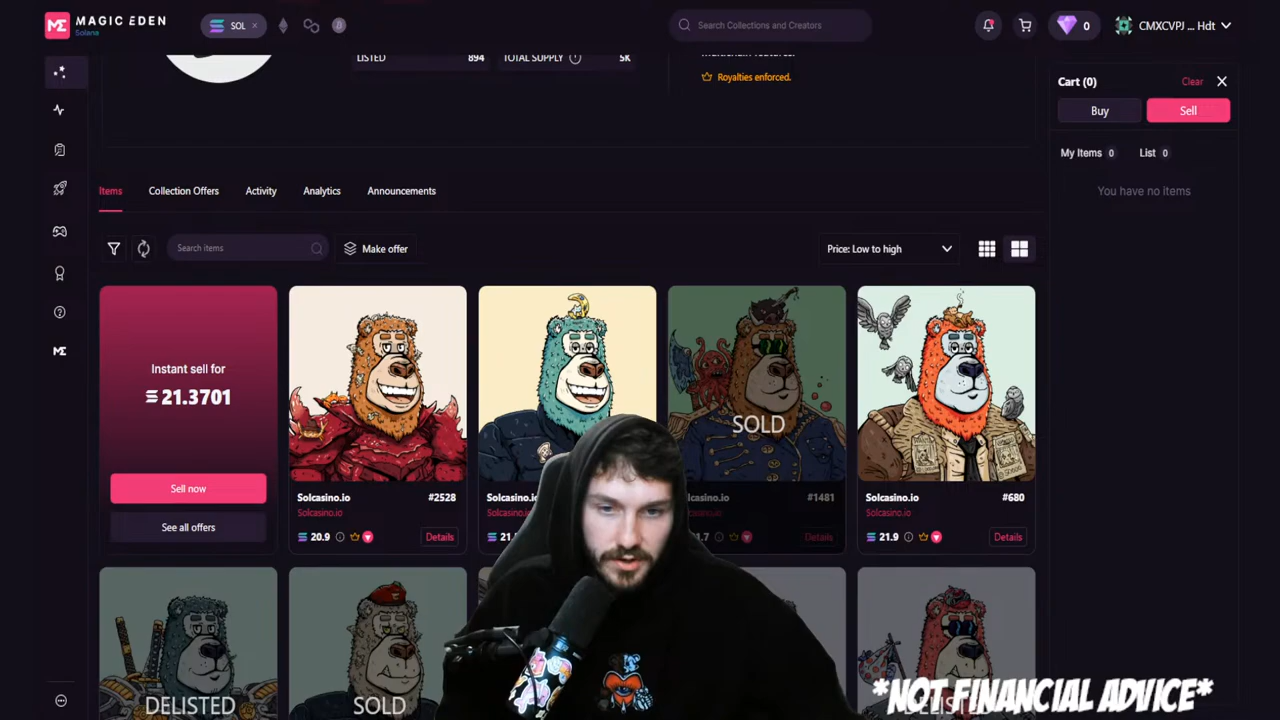 MAGIC EDEN
Solana
SOL ×
Search Collections and Creators
0
CMXCVPJ ... Hdt
LISTED 894
TOTAL SUPPLY 5K
Royalties enforced.
Cart (0)
Clear
Buy
Sell
My Items 0
List 0
You have no items
Items
Collection Offers
Activity
Analytics
Announcements
Search items
Make offer
Price: Low to high
Instant sell for
21.3701
Sell now
See all offers
Solcasino.io #2528
Solcasino.io
20.9
Details
SOLD
#1481
Details
Solcasino.io #680
Solcasino.io
21.9
Details
ME
DELISTED
SOLD
*NOT FINANCIAL ADVICE*